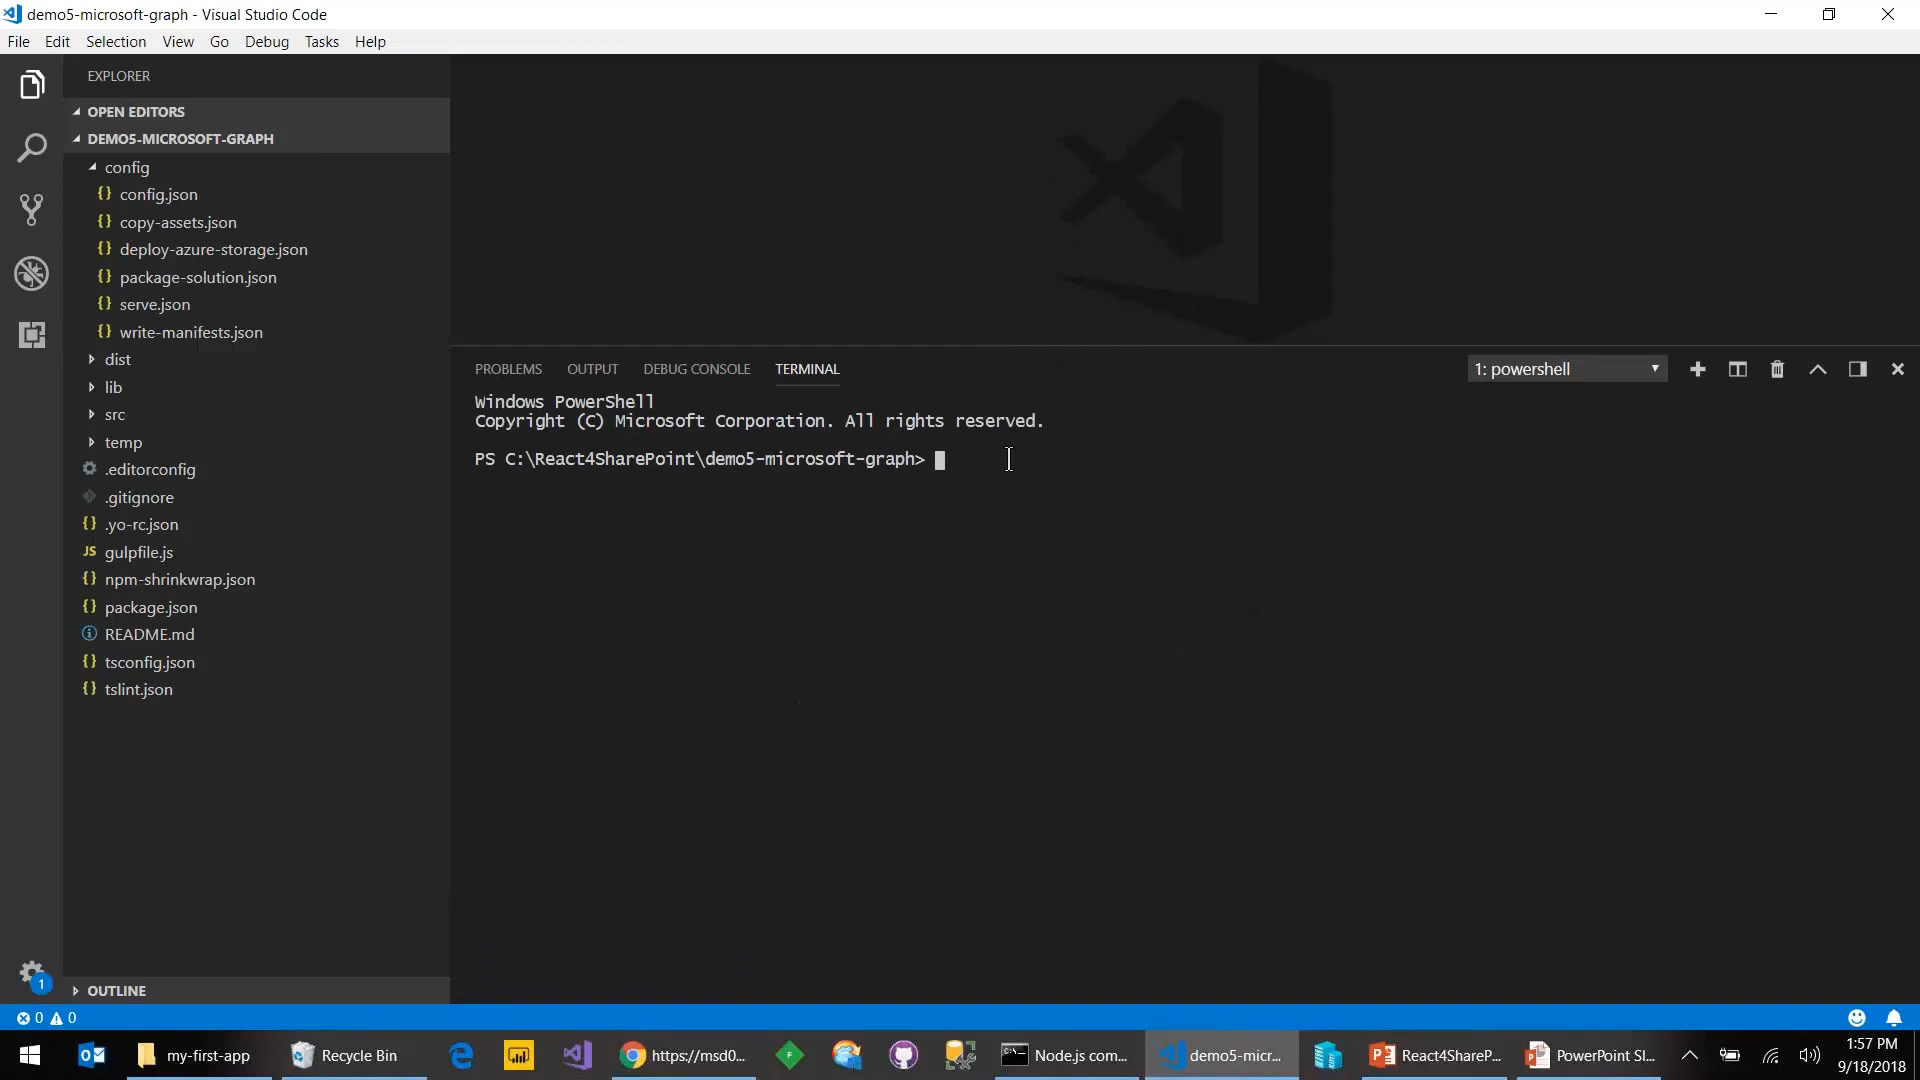 demo5-microsoft-graph - Visual Studio Code
File Edit Selection View Go Debug Tasks Help
EXPLORER
OPEN EDITORS
DEMO5-MICROSOFT-GRAPH
config
{} config.json
{} copy-assets.json
{} deploy-azure-storage.json
{} package-solution.json
{} serve.json
{} write-manifests.json
dist
lib
src
temp
.editorconfig
.gitignore
{} .yo-rc.json
JS gulpfile.js
{} npm-shrinkwrap.json
{} package.json
README.md
{} tsconfig.json
{} tslint.json
OUTLINE
PROBLEMS OUTPUT DEBUG CONSOLE TERMINAL
1: powershell
Windows PowerShell
Copyright (C) Microsoft Corporation. All rights reserved.
PS C:\React4SharePoint\demo5-microsoft-graph>
1
0 0
my-first-app
Recycle Bin
https://msd0...
Node.js com...
demo5-micr...
React4ShareP...
PowerPoint Sl...
1:57 PM
9/18/2018